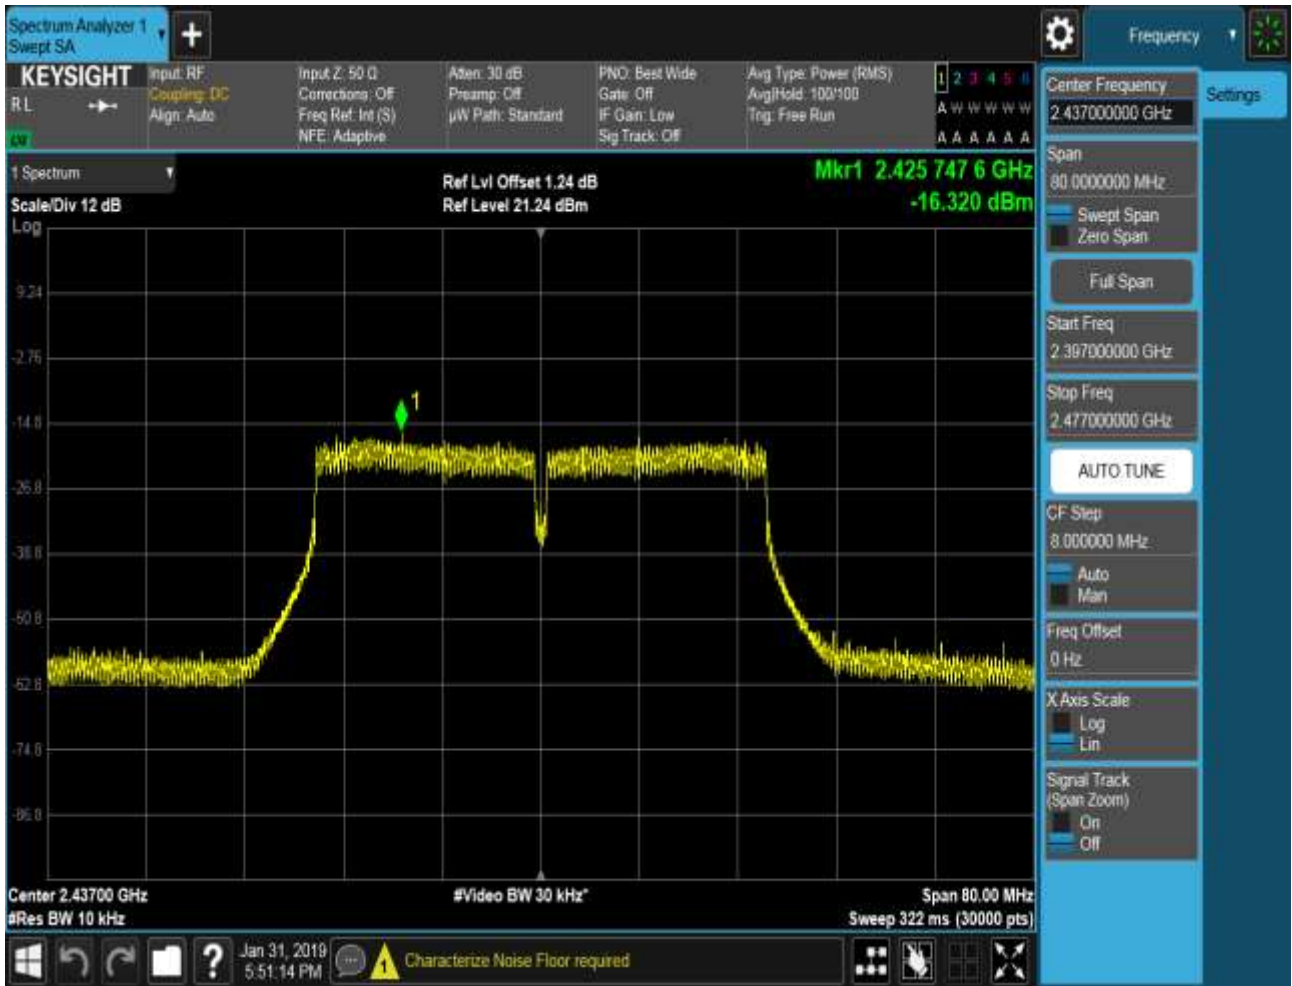 Spectrum Analyzer 1
Swept SA
+
Frequency
KEYSIGHT
RL
Input: RF
Coupling: DC
Align: Auto
Input Z: 50 Ω
Corrections: Off
Freq Ref: Int (S)
NFE: Adaptive
Atten: 30 dB
Preamp: Off
µW Path: Standard
PNO: Best Wide
Gate: Off
IF Gain: Low
Sig Track: Off
Avg Type: Power (RMS)
Avg|Hold: 100/100
Trig: Free Run
1 2 3 4 5 6
A W W W W W
A A A A A A
1 Spectrum
Scale/Div 12 dB
Log
Ref Lvl Offset 1.24 dB
Ref Level 21.24 dBm
Mkr1 2.425 747 6 GHz
-16.320 dBm
9.24
-2.76
-14.8
-26.8
-38.8
-50.8
-62.8
-74.8
-86.8
1
Center 2.43700 GHz
#Res BW 10 kHz
#Video BW 30 kHz*
Span 80.00 MHz
Sweep 322 ms (30000 pts)
Center Frequency
2.437000000 GHz
Settings
Span
80.0000000 MHz
Swept Span
Zero Span
Full Span
Start Freq
2.397000000 GHz
Stop Freq
2.477000000 GHz
AUTO TUNE
CF Step
8.000000 MHz
Auto
Man
Freq Offset
0 Hz
X Axis Scale
Log
Lin
Signal Track
(Span Zoom)
On
Off
?
Jan 31, 2019
5:51:14 PM
1
Characterize Noise Floor required